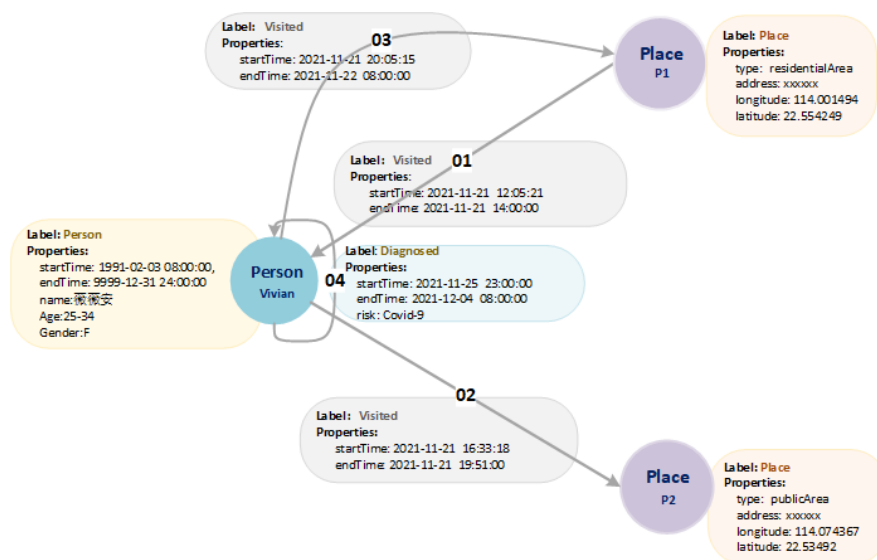 Label: Visited
Properties:
startTime: 2021-11-21 20:05:15
endTime: 2021-11-22 08:00:00
03
Place
P1
Label: Place
Properties:
type: residentialArea
address: xxxxxx
longitude: 114.001494
latitude: 22.554249
Label: Visited
Properties:
startTime: 2021-11-21 12:05:21
endTime: 2021-11-21 14:00:00
01
Label: Person
Properties:
startTime: 1991-02-03 08:00:00,
endTime: 9999-12-31 24:00:00
name:薇薇安
Age:25-34
Gender:F
Person
Vivian
04
Label: Diagnosed
Properties:
startTime: 2021-11-25 23:00:00
endTime: 2021-12-04 08:00:00
risk: Covid-9
02
Label: Visited
Properties:
startTime: 2021-11-21 16:33:18
endTime: 2021-11-21 19:51:00
Place
P2
Label: Place
Properties:
type: publicArea
address: xxxxxx
longitude: 114.074367
latitude: 22.53492